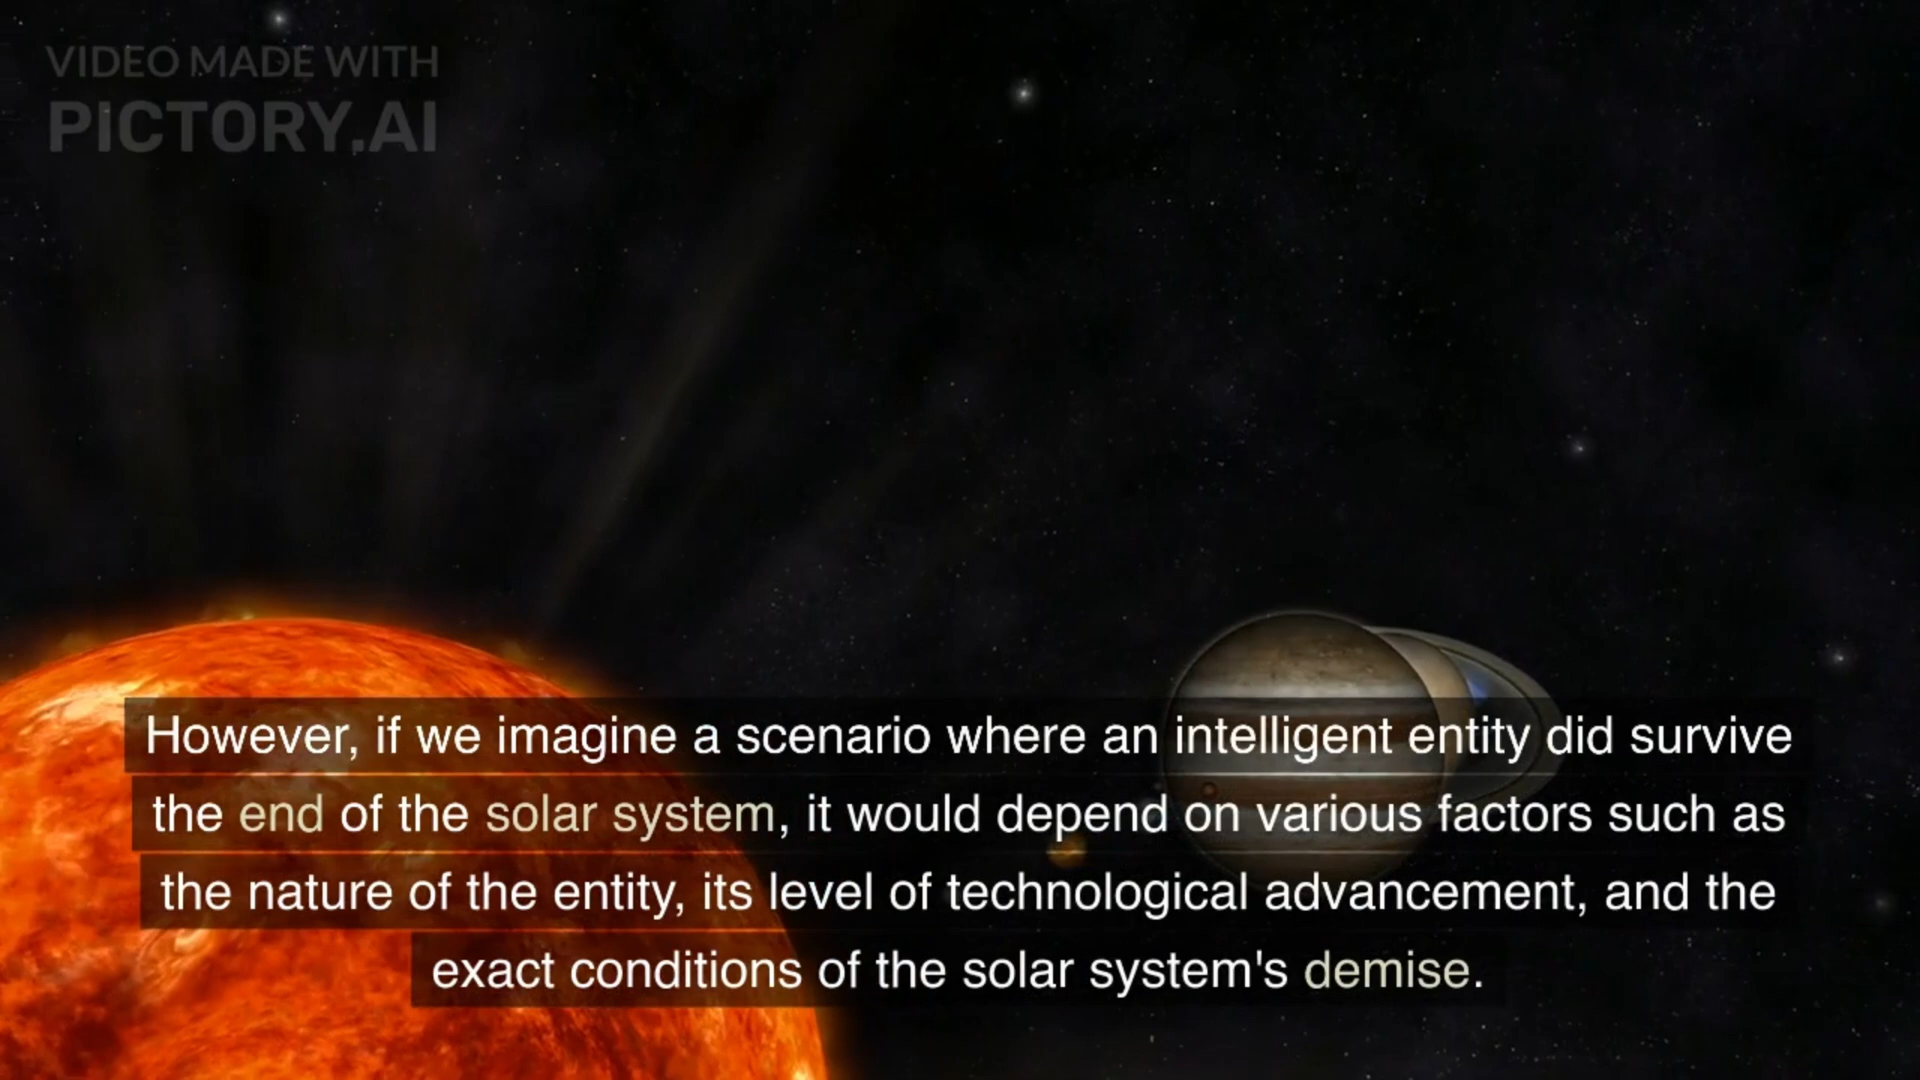 VIDEO MADE WITH
PICTORY.AI
However, if we imagine a scenario where an intelligent entity did survive
the end of the solar system, it would depend on various factors such as
the nature of the entity, its level of technological advancement, and the
exact conditions of the solar system's demise.